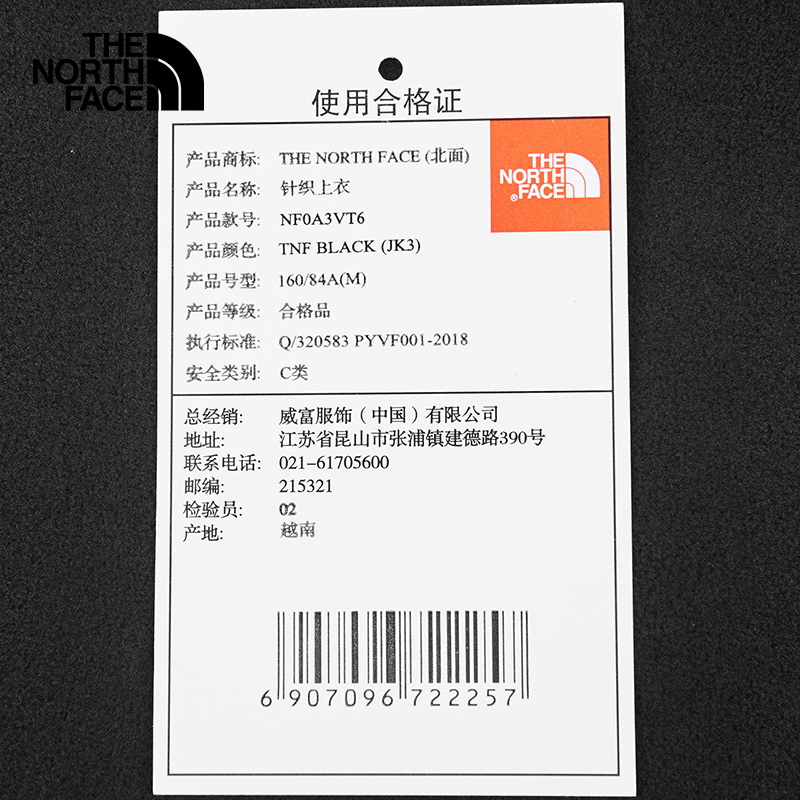 THE
NORTH
FACE
使用合格证
THE
NORTH
FACE
®
产品商标: THE NORTH FACE (北面)
产品名称: 针织上衣
产品款号: NF0A3VT6
产品颜色: TNF BLACK (JK3)
产品号型: 160/84A(M)
产品等级: 合格品
执行标准: Q/320583 PYVF001-2018
安全类别: C类
总经销: 威富服饰（中国）有限公司
地址: 江苏省昆山市张浦镇建德路390号
联系电话: 021-61705600
邮编: 215321
检验员: 02
产地: 越南
6 907096 722257